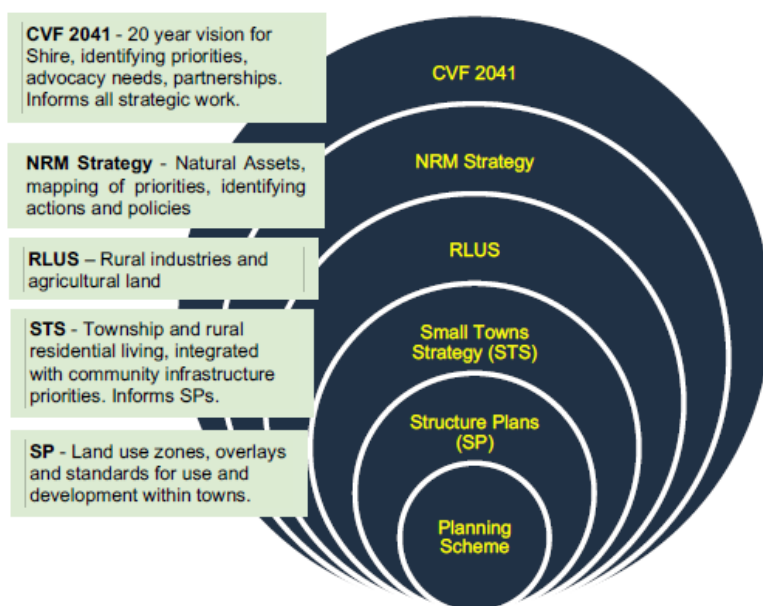 CVF 2041 - 20 year vision for
Shire, identifying priorities,
advocacy needs, partnerships.
Informs all strategic work.
NRM Strategy - Natural Assets,
mapping of priorities, identifying
actions and policies
RLUS – Rural industries and
agricultural land
STS - Township and rural
residential living, integrated
with community infrastructure
priorities. Informs SPs.
SP - Land use zones, overlays
and standards for use and
development within towns.
CVF 2041
NRM Strategy
RLUS
Small Towns
Strategy (STS)
Structure Plans
(SP)
Planning
Scheme